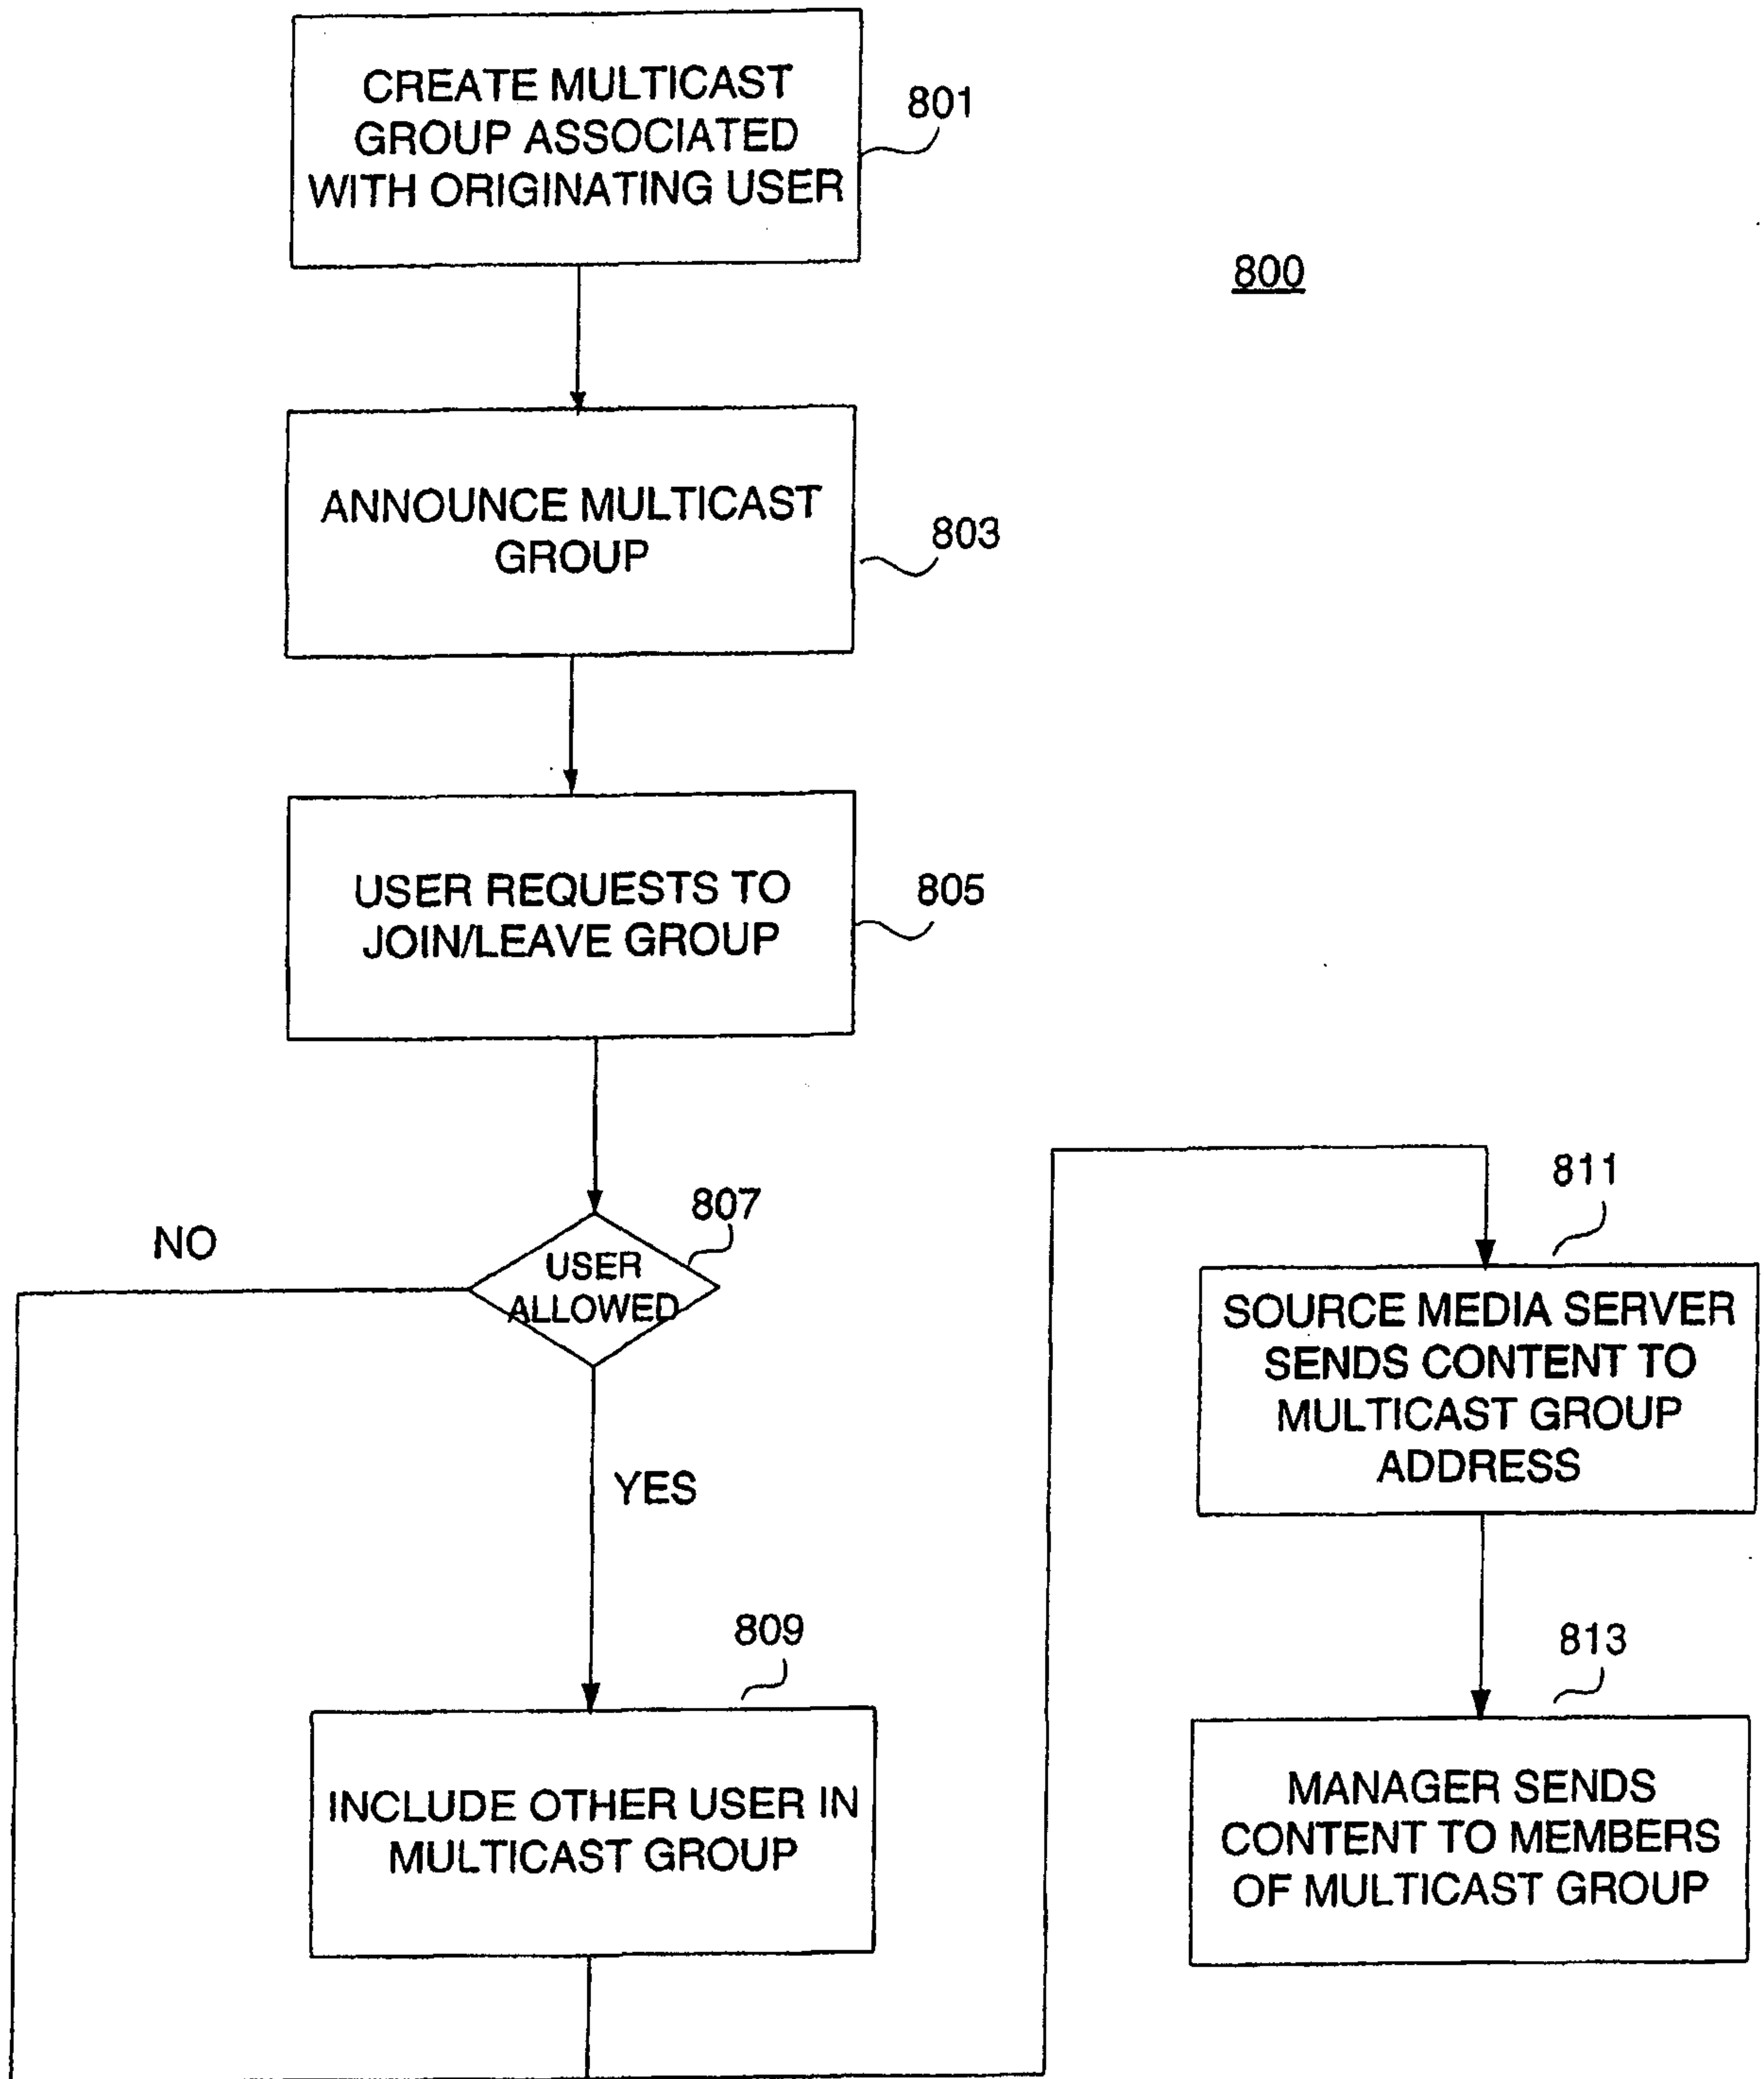 CREATE MULTICAST
GROUP ASSOCIATED
WITH ORIGINATING USER
801
800
ANNOUNCE MULTICAST
GROUP
803
USER REQUESTS TO
JOIN/LEAVE GROUP
805
807
NO
USER
ALLOWED
YES
809
INCLUDE OTHER USER IN
MULTICAST GROUP
811
SOURCE MEDIA SERVER
SENDS CONTENT TO
MULTICAST GROUP
ADDRESS
813
MANAGER SENDS
CONTENT TO MEMBERS
OF MULTICAST GROUP